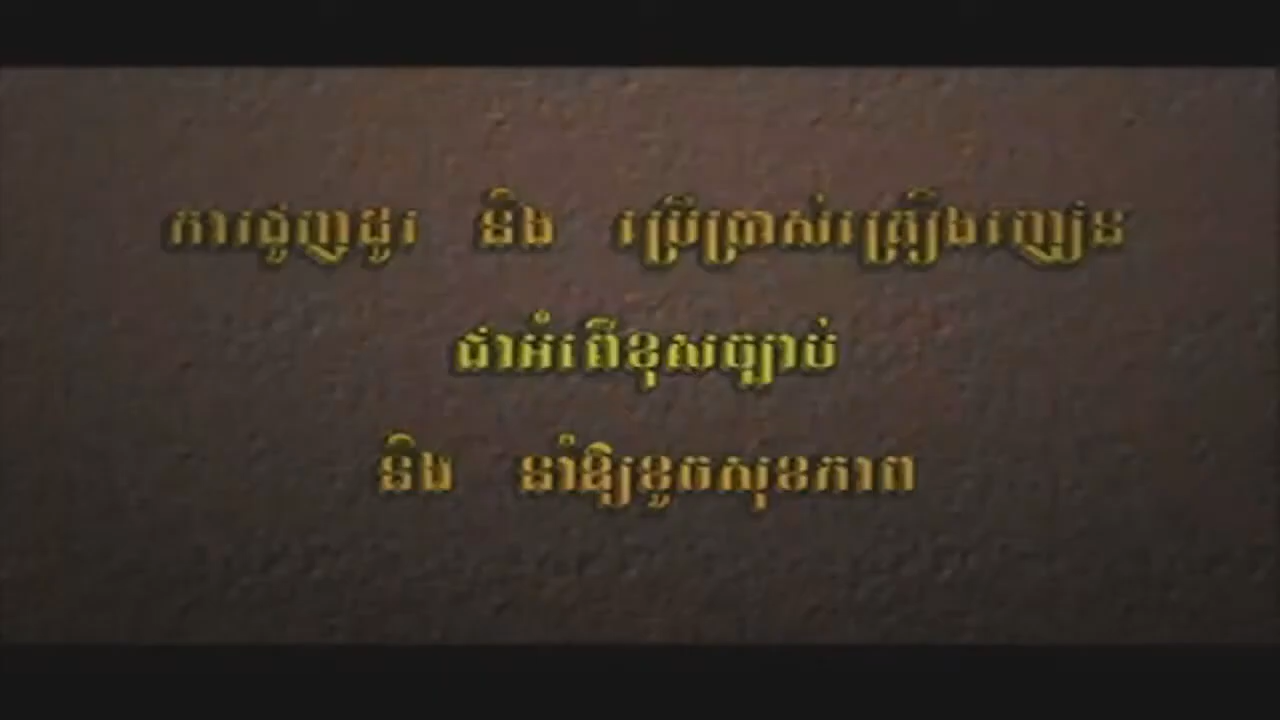 ការជួញដូរ និង ប្រើប្រាស់គ្រឿងញៀន
ជាអំពើខុសច្បាប់
និង នាំឱ្យខូចសុខភាព